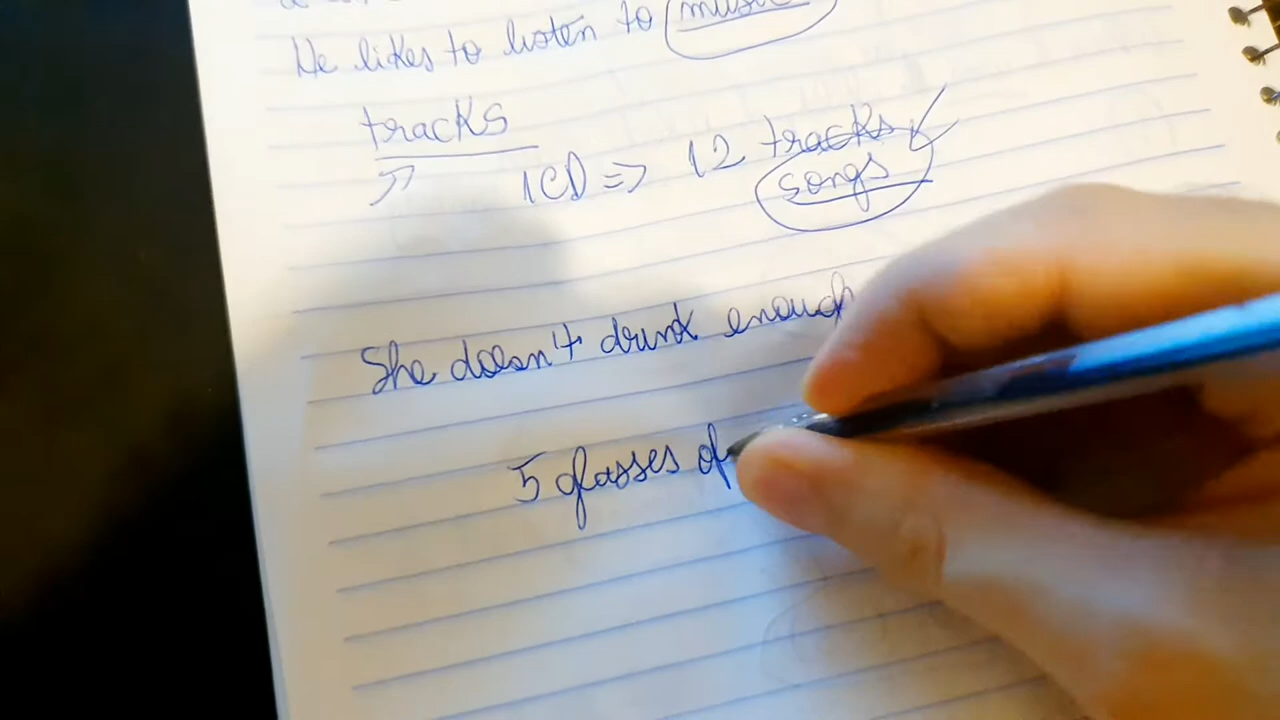 He likes to listen to music
tracks
1CD => 12 tracks
songs
She doesn't drink enough
5 glasses of